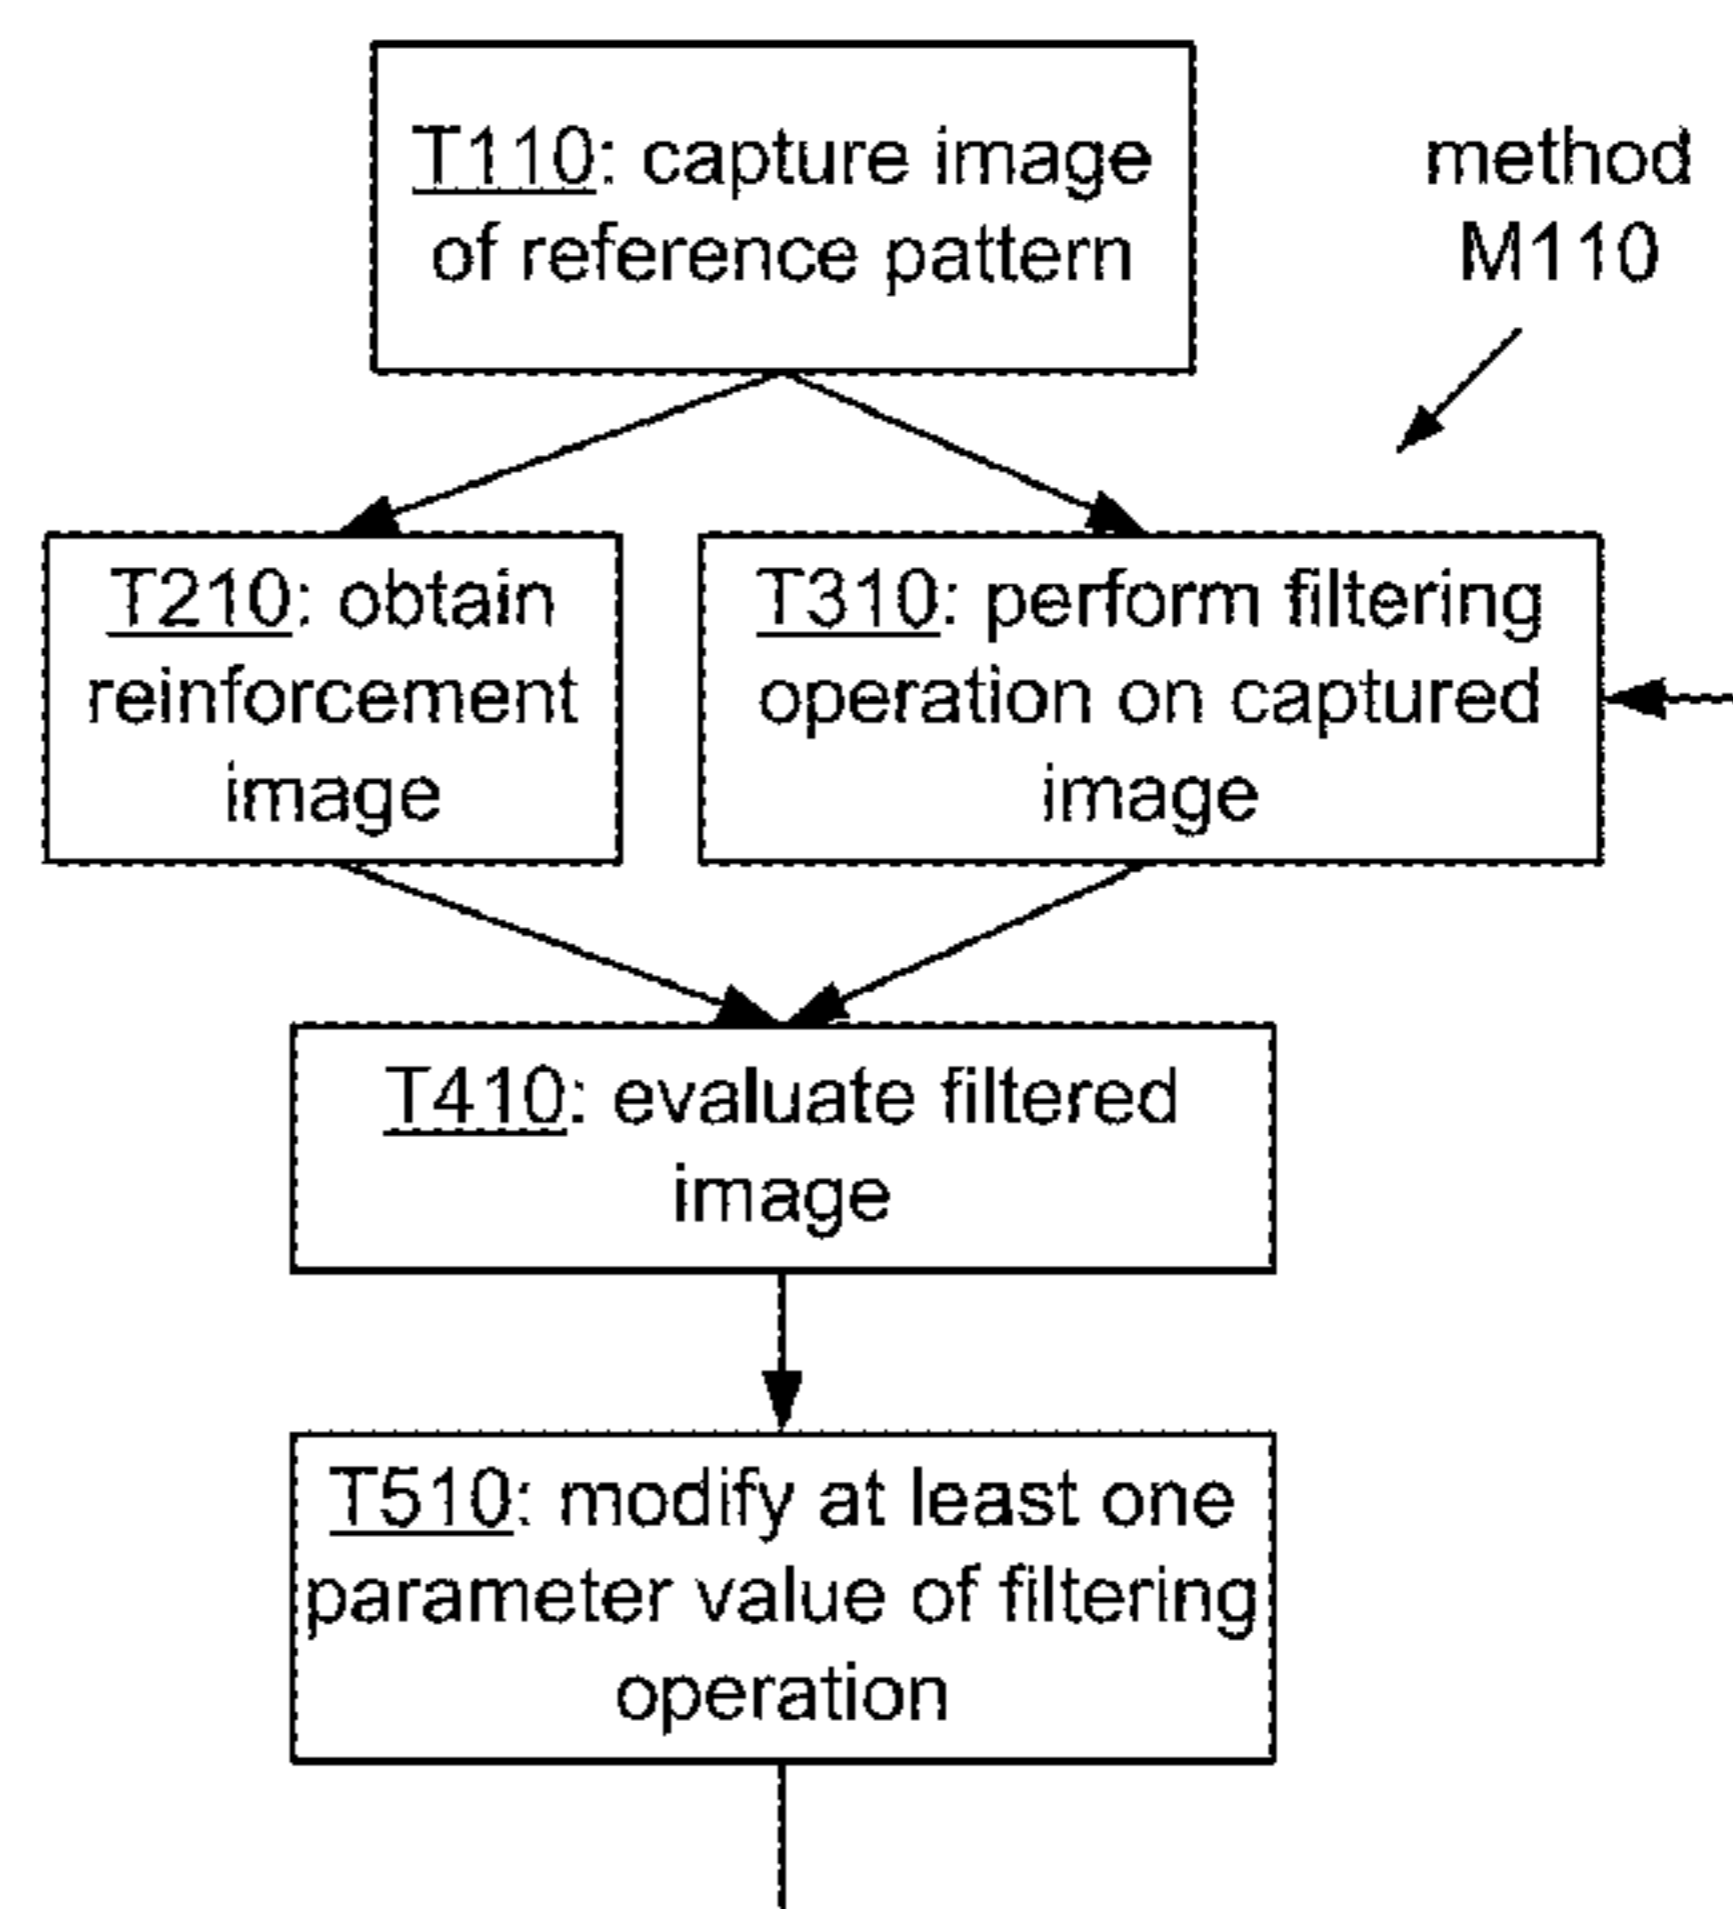 T110: capture image
of reference pattern
method
M110
T210: obtain
reinforcement
image
T310: perform filtering
operation on captured
image
T410: evaluate filtered
image
T510: modify at least one
parameter value of filtering
operation